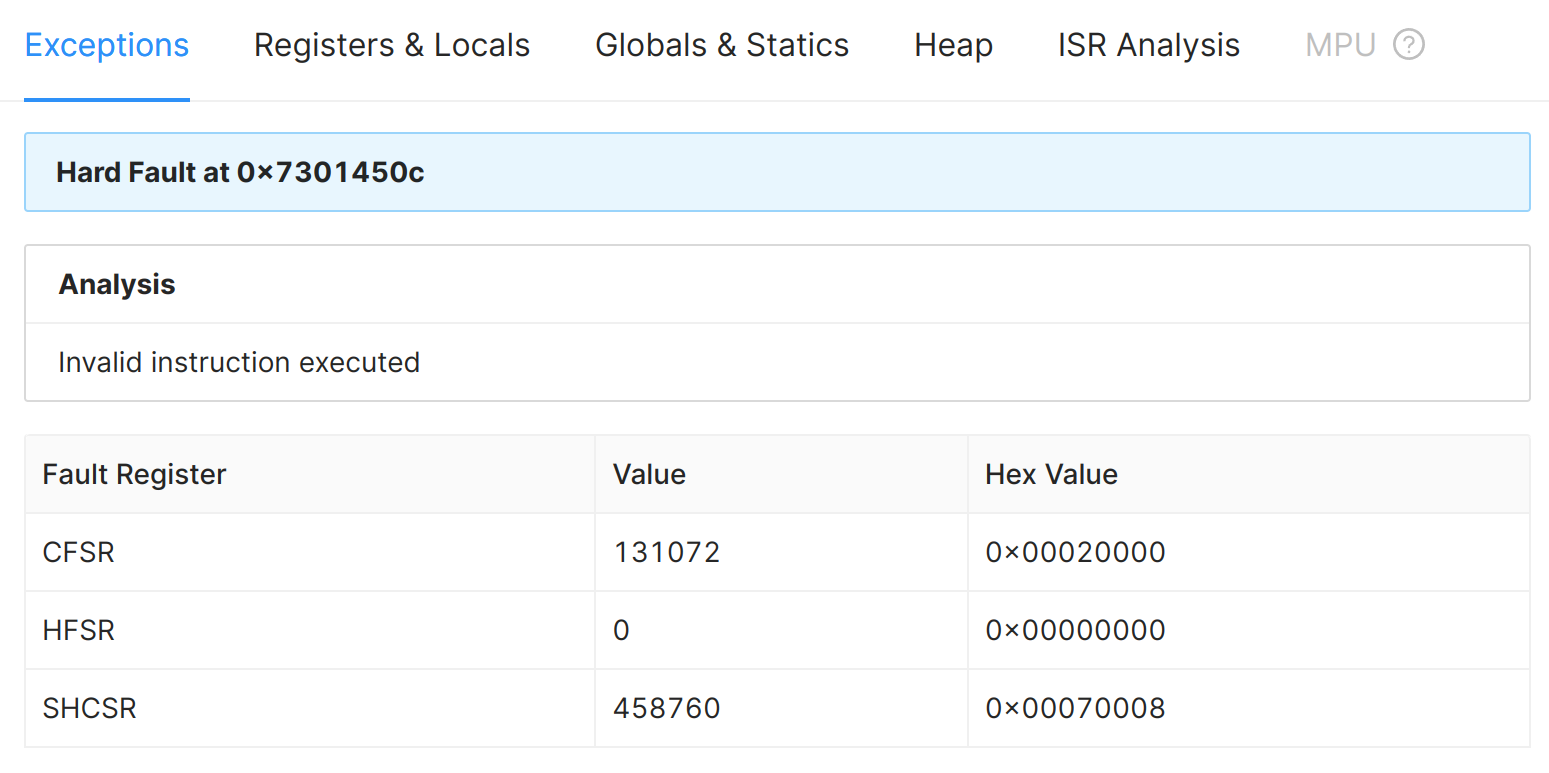 Exceptions Registers & Locals Globals & Statics Heap ISR Analysis MPU ?
Hard Fault at 0×7301450c
Analysis
Invalid instruction executed
Fault Register Value Hex Value
CFSR 131072 0×00020000
HFSR 0 0×00000000
SHCSR 458760 0×00070008